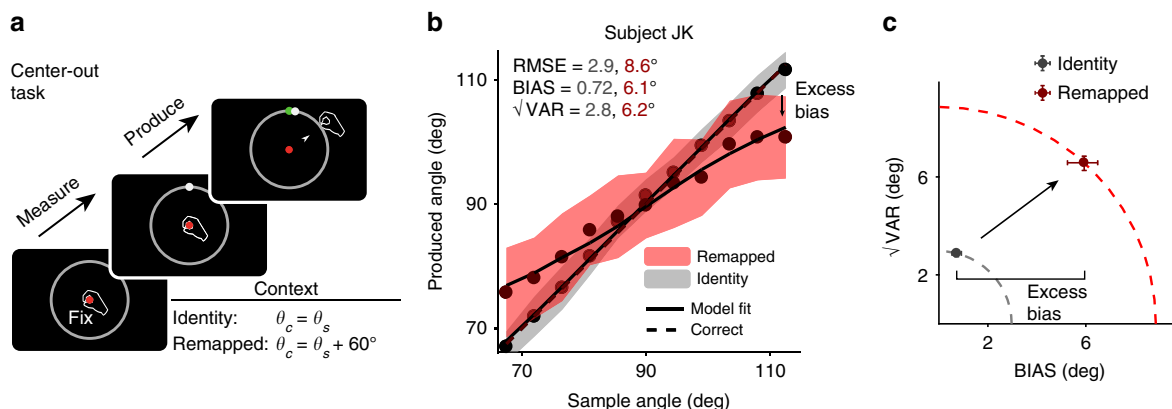 a
Center-out
task
Measure
Produce
Fix
Context
Identity: θc = θs
Remapped: θc = θs + 60°
b
Subject JK
RMSE = 2.9, 8.6°
BIAS = 0.72, 6.1°
√VAR = 2.8, 6.2°
Excess
bias
Remapped
Identity
Model fit
Correct
Produced angle (deg)
110
90
70
70 90 110
Sample angle (deg)
c
Identity
Remapped
√VAR (deg)
6
2
Excess
bias
2 6
BIAS (deg)